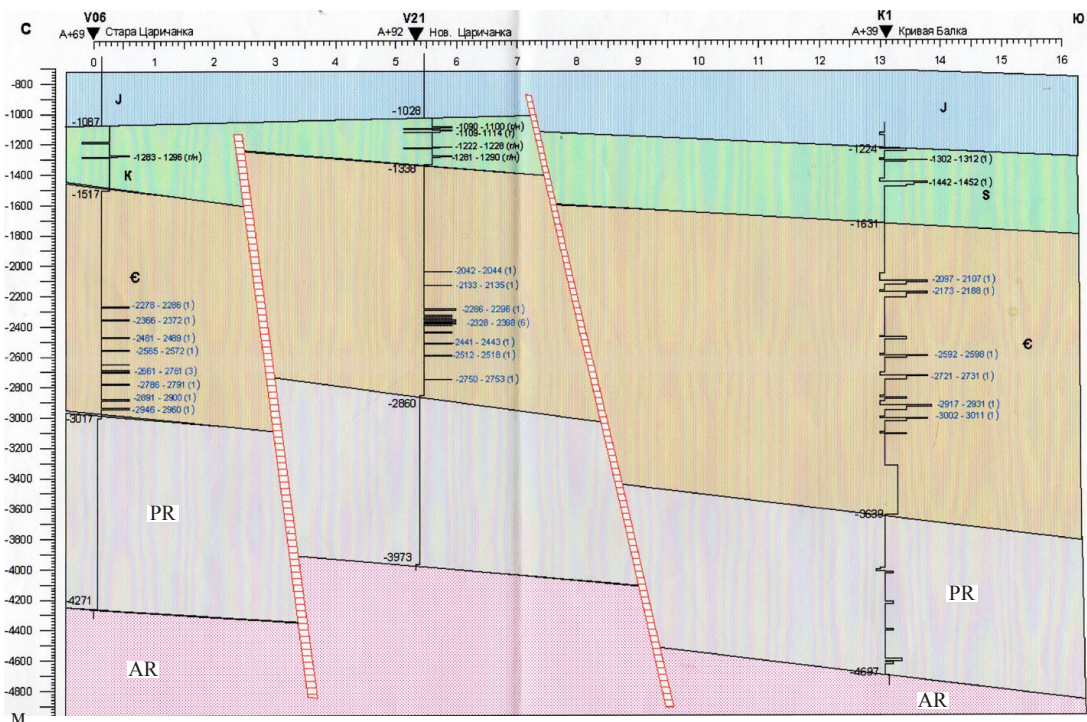 V06 V21 K1
С A+69 Стара Царичанка A+92 Нов. Царичанка A+39 Кривая Балка Ю
0 1 2 3 4 5 6 7 8 9 10 11 12 13 14 15 16
-800
-1000
-1200
-1400
-1600
-1800
-2000
-2200
-2400
-2600
-2800
-3000
-3200
-3400
-3600
-3800
-4000
-4200
-4400
-4600
-4800
М
J
-1087
-1283 - 1296 (г/н)
K
-1517
Є
-2278 - 2286 (1)
-2366 - 2372 (1)
-2481 - 2489 (1)
-2565 - 2572 (1)
-2661 - 2781 (3)
-2786 - 2791 (1)
-2891 - 2900 (1)
-2946 - 2960 (1)
-3017
PR
-4271
AR
-1028
-1090 - 1100 (г/н)
-1109 - 1114 (г)
-1222 - 1228 (г/н)
-1281 - 1290 (г/н)
-1338
-2042 - 2044 (1)
-2133 - 2135 (1)
-2286 - 2296 (1)
-2328 - 2398 (6)
-2441 - 2443 (1)
-2512 - 2518 (1)
-2750 - 2753 (1)
-2860
-3973
J
-1224
-1302 - 1312 (1)
-1442 - 1452 (1)
S
-1631
-2097 - 2107 (1)
-2173 - 2188 (1)
Є
-2592 - 2598 (1)
-2721 - 2731 (1)
-2917 - 2931 (1)
-3002 - 3011 (1)
-3639
PR
-4697
AR